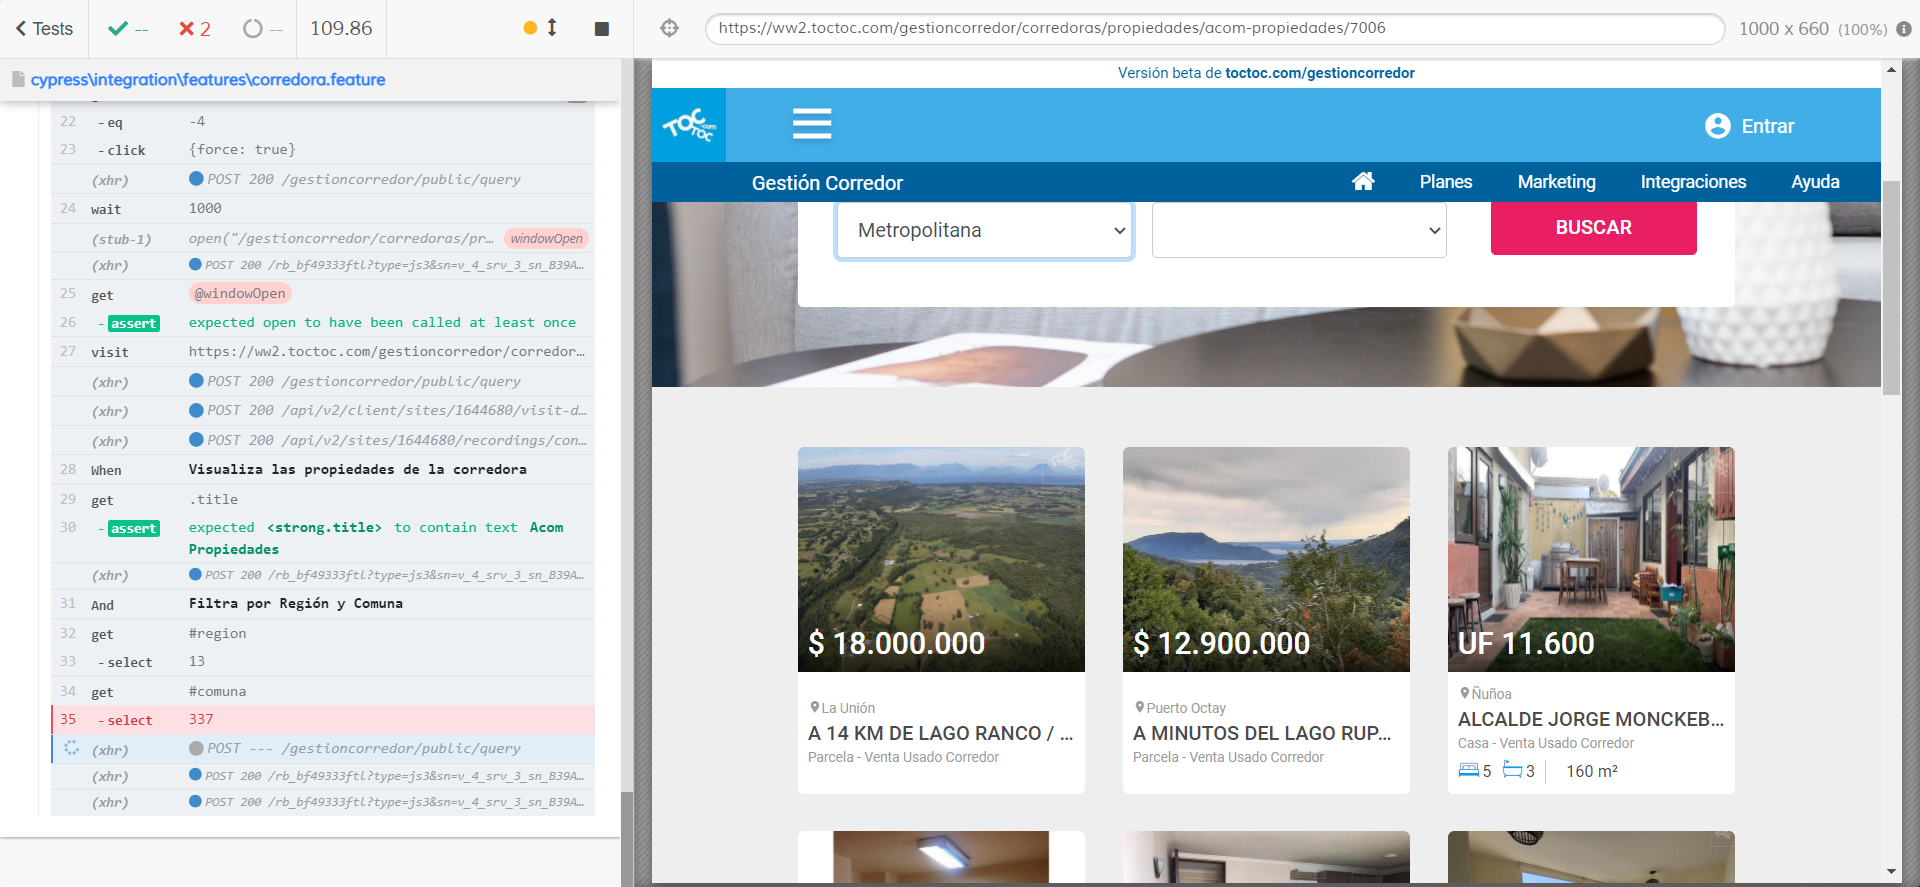 Tests
--
2
--
109.86
https://ww2.toctoc.com/gestioncorredor/corredoras/propiedades/acom-propiedades/7006
1000 x 660 (100%)
cypress\integration\features\corredora.feature
22 -eq -4
23 -click {force: true}
(xhr) POST 200 /gestioncorredor/public/query
24 wait 1000
(stub-1) open("/gestioncorredor/corredoras/pr... windowOpen
(xhr) POST 200 /rb_bf49333ftl?type=js3&sn=v_4_srv_3_sn_B39A...
25 get @windowOpen
26 -assert expected open to have been called at least once
27 visit https://ww2.toctoc.com/gestioncorredor/corredor...
(xhr) POST 200 /gestioncorredor/public/query
(xhr) POST 200 /api/v2/client/sites/1644680/visit-d...
(xhr) POST 200 /api/v2/sites/1644680/recordings/con...
28 When Visualiza las propiedades de la corredora
29 get .title
30 -assert expected <strong.title> to contain text Acom
Propiedades
(xhr) POST 200 /rb_bf49333ftl?type=js3&sn=v_4_srv_3_sn_B39A...
31 And Filtra por Región y Comuna
32 get #region
33 -select 13
34 get #comuna
35 -select 337
(xhr) POST --- /gestioncorredor/public/query
(xhr) POST 200 /rb_bf49333ftl?type=js3&sn=v_4_srv_3_sn_B39A...
(xhr) POST 200 /rb_bf49333ftl?type=js3&sn=v_4_srv_3_sn_B39A...
Versión beta de toctoc.com/gestioncorredor
TOC.com
TOC
Entrar
Gestión Corredor
Planes
Marketing
Integraciones
Ayuda
Metropolitana
BUSCAR
$ 18.000.000
La Unión
A 14 KM DE LAGO RANCO / ...
Parcela - Venta Usado Corredor
$ 12.900.000
Puerto Octay
A MINUTOS DEL LAGO RUP...
Parcela - Venta Usado Corredor
UF 11.600
Ñuñoa
ALCALDE JORGE MONCKEB...
Casa - Venta Usado Corredor
5 3 160 m²